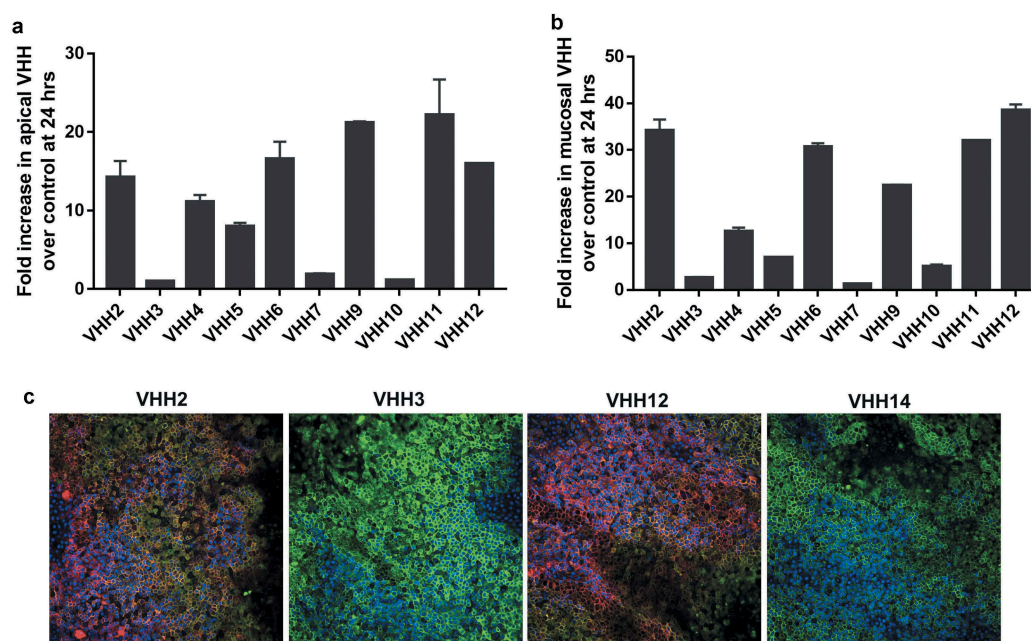 a
Fold increase in apical VHH
over control at 24 hrs
30
20
10
0
VHH2
VHH3
VHH4
VHH5
VHH6
VHH7
VHH9
VHH10
VHH11
VHH12
b
Fold increase in mucosal VHH
over control at 24 hrs
50
40
30
20
10
0
VHH2
VHH3
VHH4
VHH5
VHH6
VHH7
VHH9
VHH10
VHH11
VHH12
c
VHH2
VHH3
VHH12
VHH14